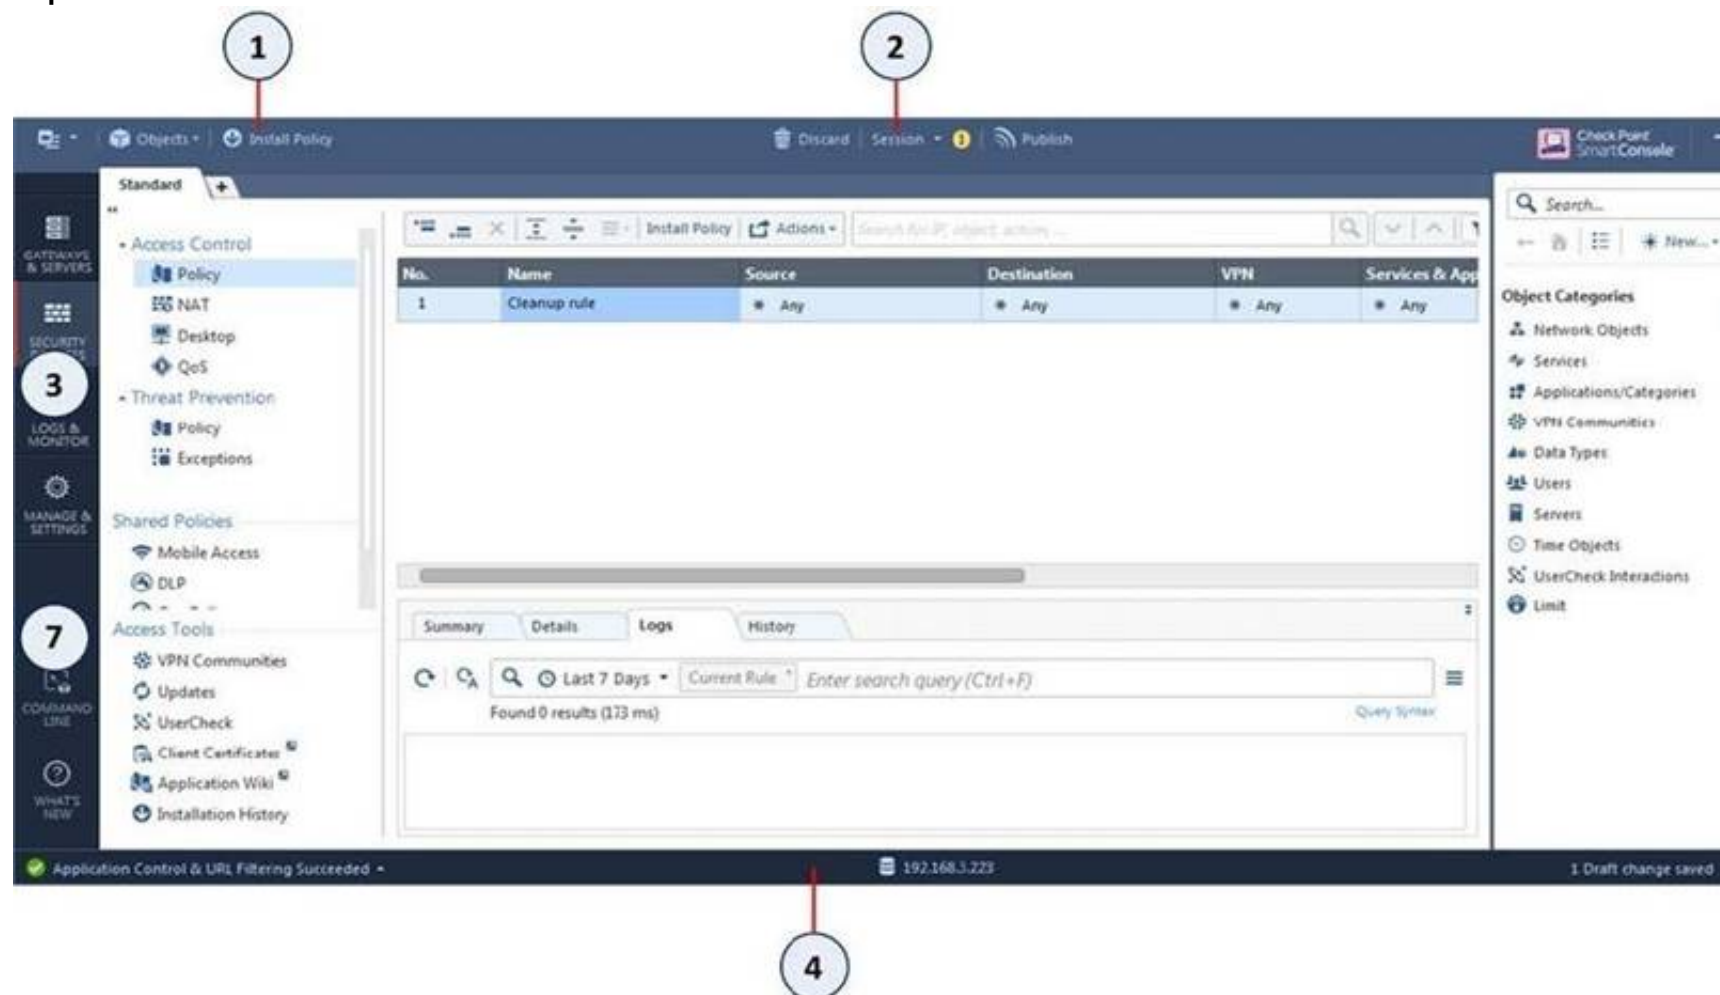 1
2
Objects
Install Policy
Discard
Session
Publish
Check Point
SmartConsole
Standard
+
GATEWAYS
& SERVERS
SECURITY
3
LOGS &
MONITOR
MANAGE &
SETTINGS
7
COMMAND
LINE
WHAT'S
NEW
Access Control
Policy
NAT
Desktop
QoS
Threat Prevention
Policy
Exceptions
Shared Policies
Mobile Access
DLP
Access Tools
VPN Communities
Updates
UserCheck
Client Certificates
Application Wiki
Installation History
Install Policy
Actions
Search for IP, object, action, ...
No. Name Source Destination VPN Services & App
1 Cleanup rule Any Any Any Any
Summary Details Logs History
Last 7 Days
Current Rule
Enter search query (Ctrl+F)
Found 0 results (173 ms)
Query Syntax
Search...
New...
Object Categories
Network Objects
Services
Applications/Categories
VPN Communities
Data Types
Users
Servers
Time Objects
UserCheck Interactions
Limit
Application Control & URL Filtering Succeeded
192.168.3.223
1 Draft change saved
4